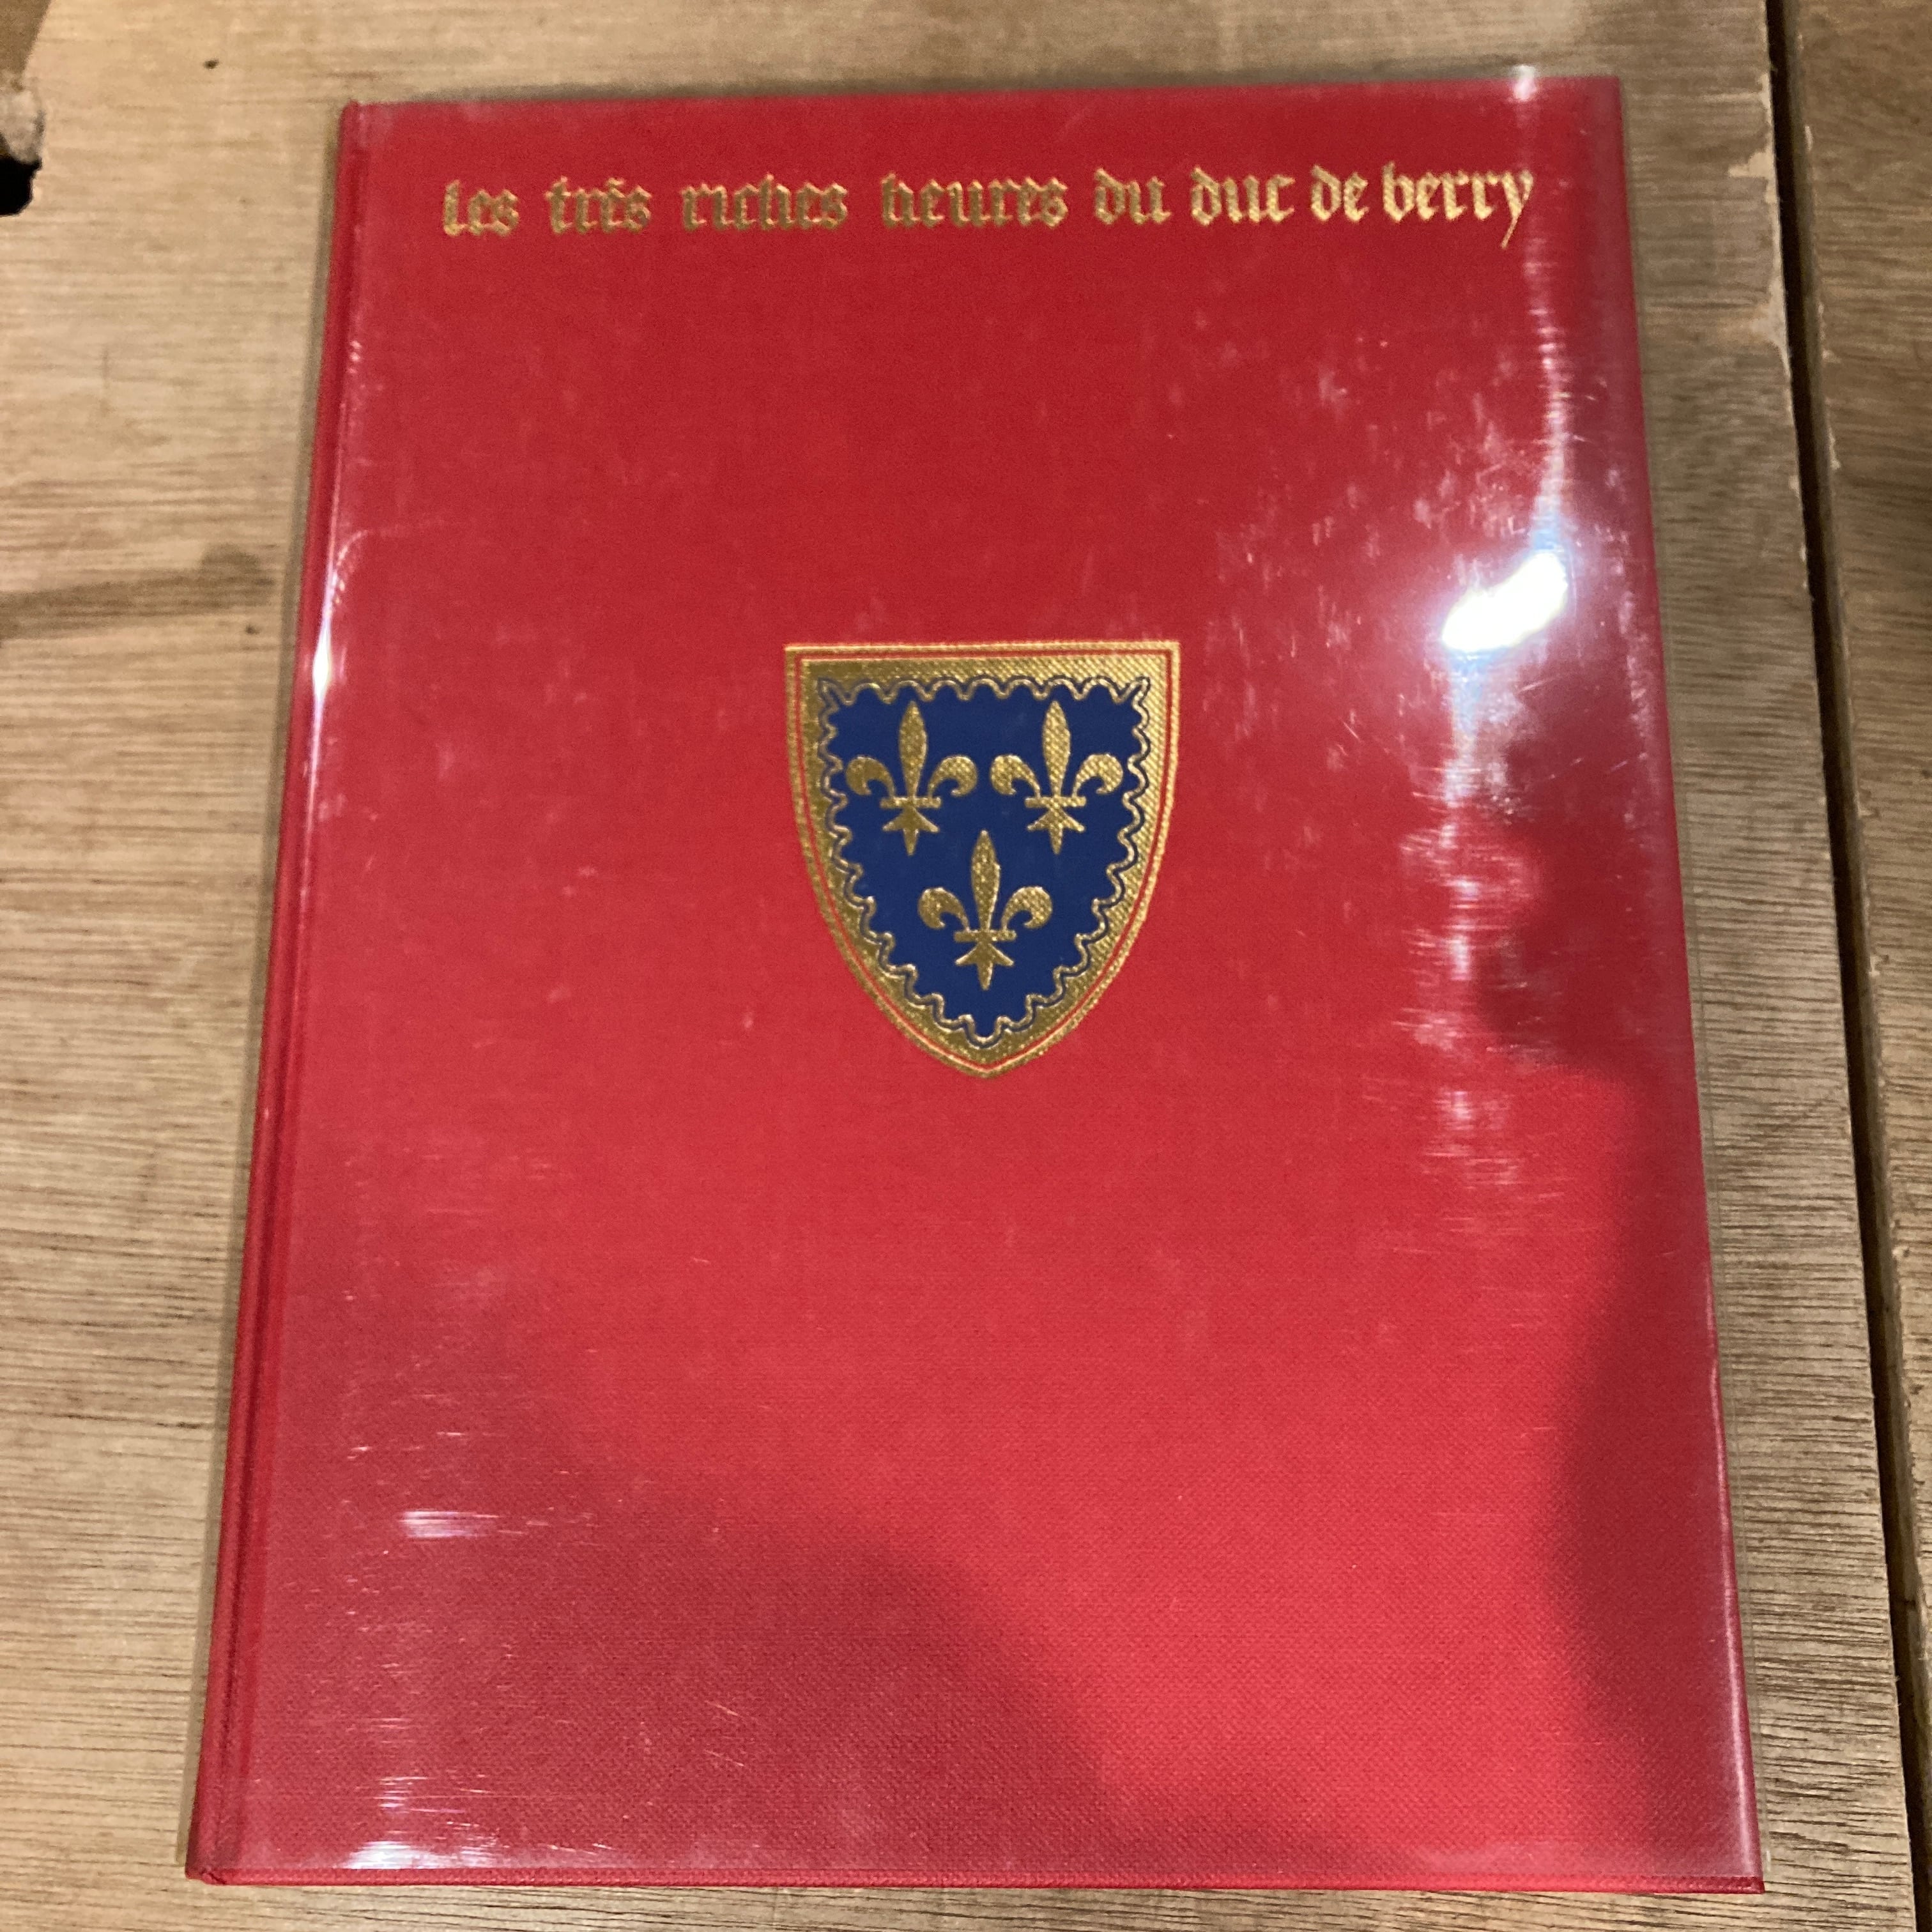 les très riches heures du duc de berry